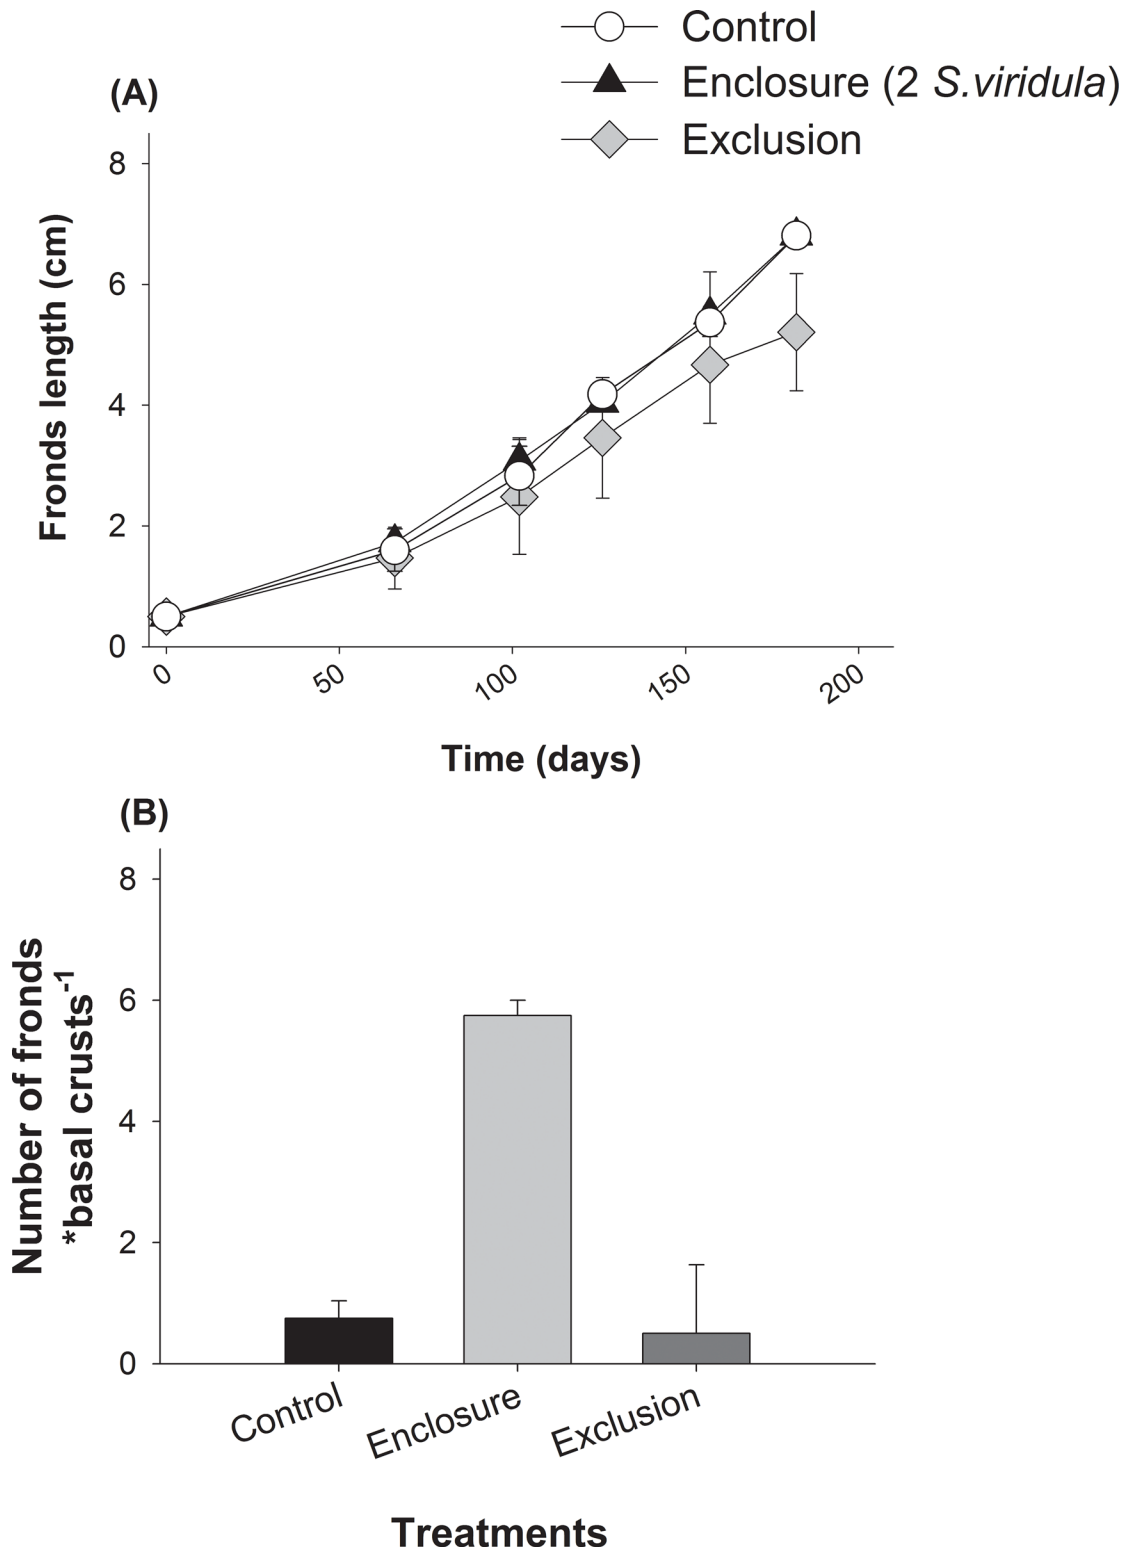 Control
Enclosure (2 S.viridula)
Exclusion
(A)
8
6
4
2
0
Fronds length (cm)
0 50 100 150 200
Time (days)
(B)
8
6
4
2
0
Number of fronds
*basal crusts-1
Control Enclosure Exclusion
Treatments